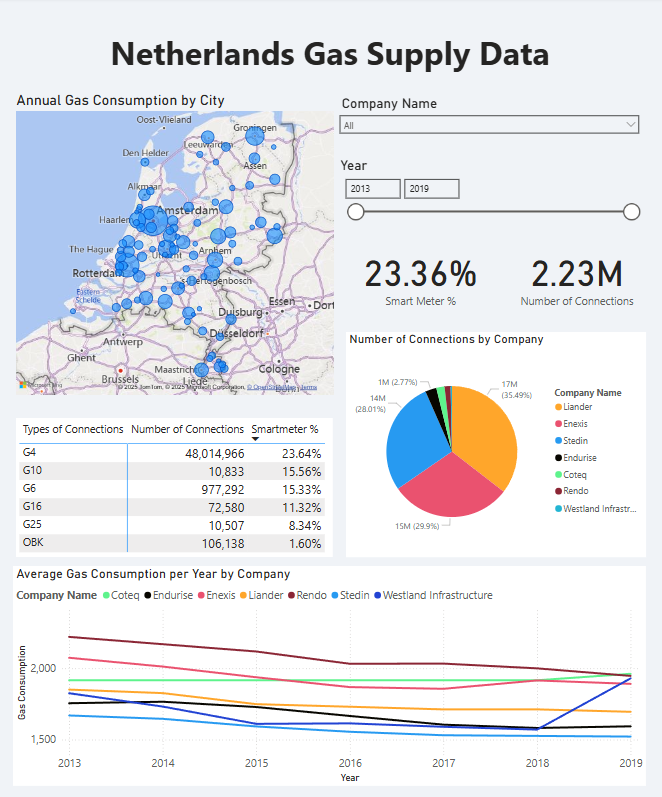 Netherlands Gas Supply Data
Annual Gas Consumption by City
Oost-Vlieland
Groningen
Leeuwarden
Den Helder
Assen
Alkmaar
Haarlem
Amsterdam
The Hague
Arnhem
Rotterdam
Eastern
Schelde
's-Hertogenbosch
Essen
Duisburg
Antwerp
Düsseldorf
Ghent
Maastricht
Cologne
Brussels
Liège
© 2025 TomTom, © 2025 Microsoft Corporation, © OpenStreetMap Terms
Company Name
All
Year
2013 2019
23.36% 2.23M
Smart Meter % Number of Connections
Number of Connections by Company
1M (2.77%)
17M
(35.49%)
14M
(28.01%)
15M (29.9%)
Company Name
Liander
Enexis
Stedin
Endurise
Coteq
Rendo
Westland Infrastr...
Types of Connections Number of Connections Smartmeter %
G4 48,014,966 23.64%
G10 10,833 15.56%
G6 977,292 15.33%
G16 72,580 11.32%
G25 10,507 8.34%
OBK 106,138 1.60%
Average Gas Consumption per Year by Company
Company Name Coteq Endurise Enexis Liander Rendo Stedin Westland Infrastructure
Gas Consumption
2,000
1,500
2013 2014 2015 2016 2017 2018 2019
Year